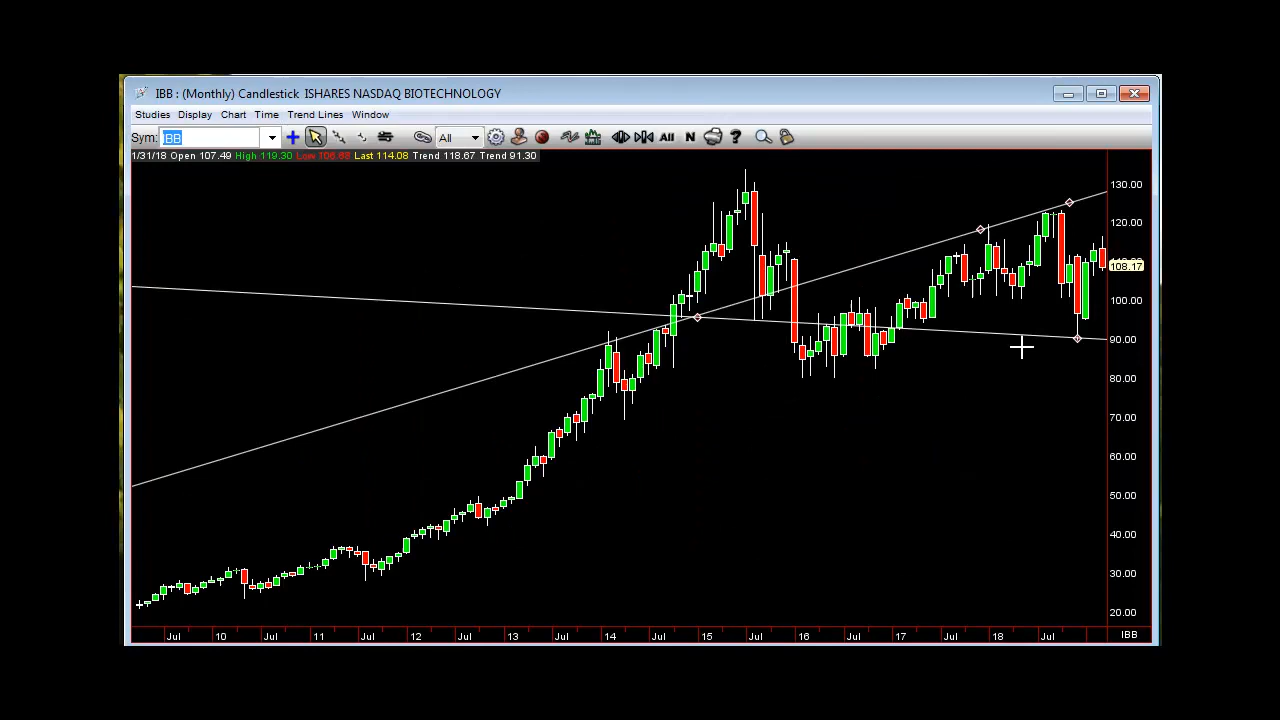 IBB : (Monthly) Candlestick ISHARES NASDAQ BIOTECHNOLOGY
Studies Display Chart Time Trend Lines Window
Sym: IBB All All N ?
1/31/18 Open 107.49 High 119.30 Low 106.68 Last 114.08 Trend 118.67 Trend 91.30
130.00
120.00
108.17
100.00
90.00
80.00
70.00
60.00
50.00
40.00
30.00
20.00
Jul 10 Jul 11 Jul 12 Jul 13 Jul 14 Jul 15 Jul 16 Jul 17 Jul 18 Jul IBB